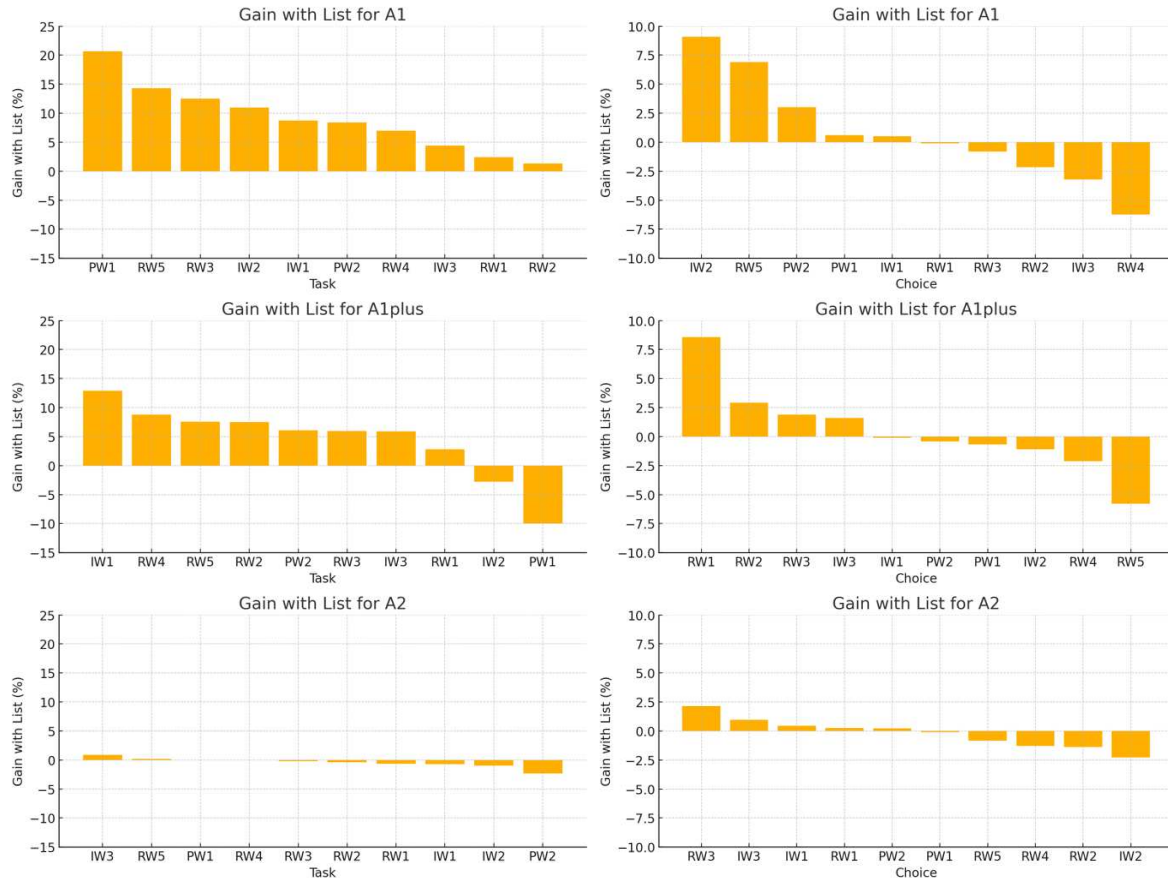 Gain with List for A1
Gain with List (%)
25
20
15
10
5
0
−5
−10
−15
PW1 RW5 RW3 IW2 IW1 PW2 RW4 IW3 RW1 RW2
Task
Gain with List for A1
Gain with List (%)
10.0
7.5
5.0
2.5
0.0
−2.5
−5.0
−7.5
−10.0
IW2 RW5 PW2 PW1 IW1 RW1 RW3 RW2 IW3 RW4
Choice
Gain with List for A1plus
Gain with List (%)
25
20
15
10
5
0
−5
−10
−15
IW1 RW4 RW5 RW2 PW2 RW3 IW3 RW1 IW2 PW1
Task
Gain with List for A1plus
Gain with List (%)
10.0
7.5
5.0
2.5
0.0
−2.5
−5.0
−7.5
−10.0
RW1 RW2 RW3 IW3 IW1 PW2 PW1 IW2 RW4 RW5
Choice
Gain with List for A2
Gain with List (%)
25
20
15
10
5
0
−5
−10
−15
IW3 RW5 PW1 RW4 RW3 RW2 RW1 IW1 IW2 PW2
Task
Gain with List for A2
Gain with List (%)
10.0
7.5
5.0
2.5
0.0
−2.5
−5.0
−7.5
−10.0
RW3 IW3 IW1 RW1 PW2 PW1 RW5 RW4 RW2 IW2
Choice